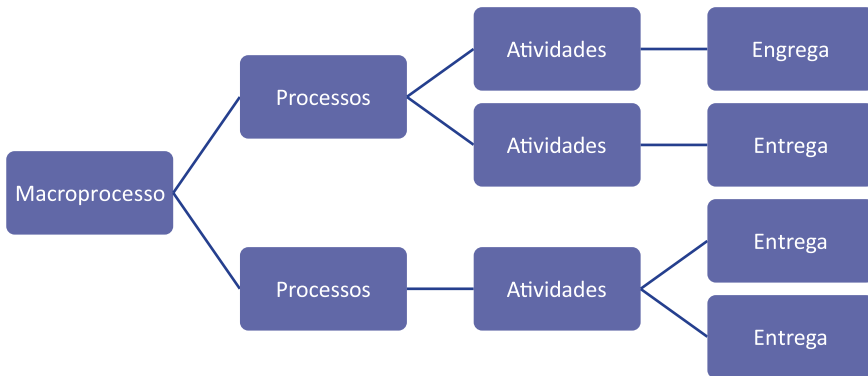 Atividades
Engrega
Processos
Atividades
Entrega
Macroprocesso
Entrega
Processos
Atividades
Entrega